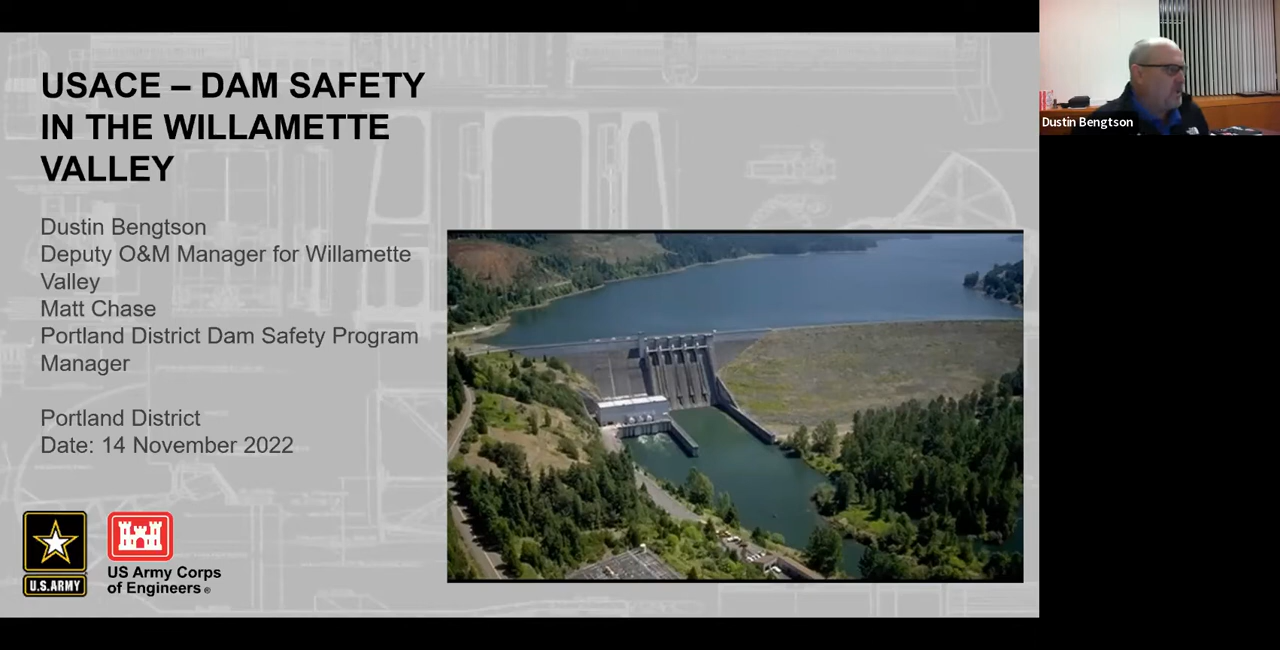 USACE – DAM SAFETY
IN THE WILLAMETTE
VALLEY
Dustin Bengtson
Deputy O&M Manager for Willamette
Valley
Matt Chase
Portland District Dam Safety Program
Manager
Portland District
Date: 14 November 2022
U.S.ARMY
US Army Corps
of Engineers ®
Dustin Bengtson